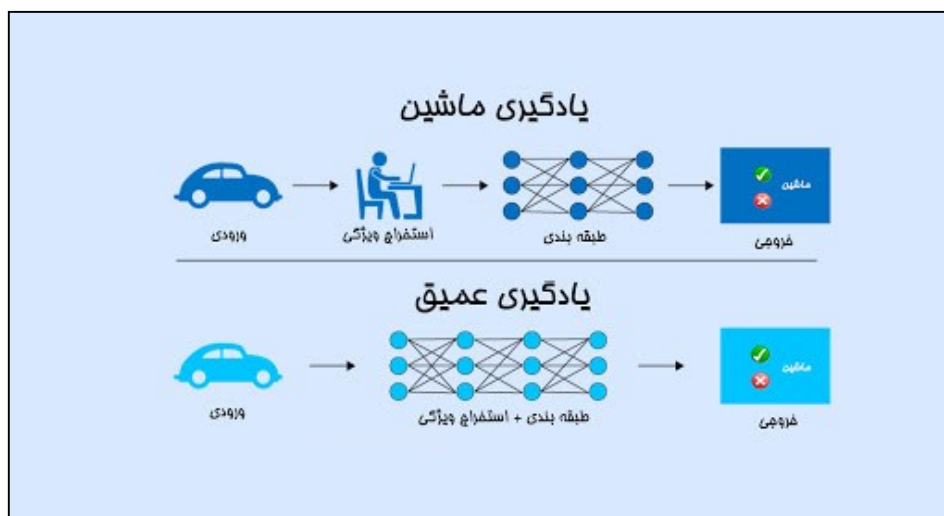 یادگیری ماشین
ماشین
ورودی
استخراج ویژگی
طبقه بندی
خروجی
یادگیری عمیق
ماشین
ورودی
طبقه بندی + استخراج ویژگی
خروجی